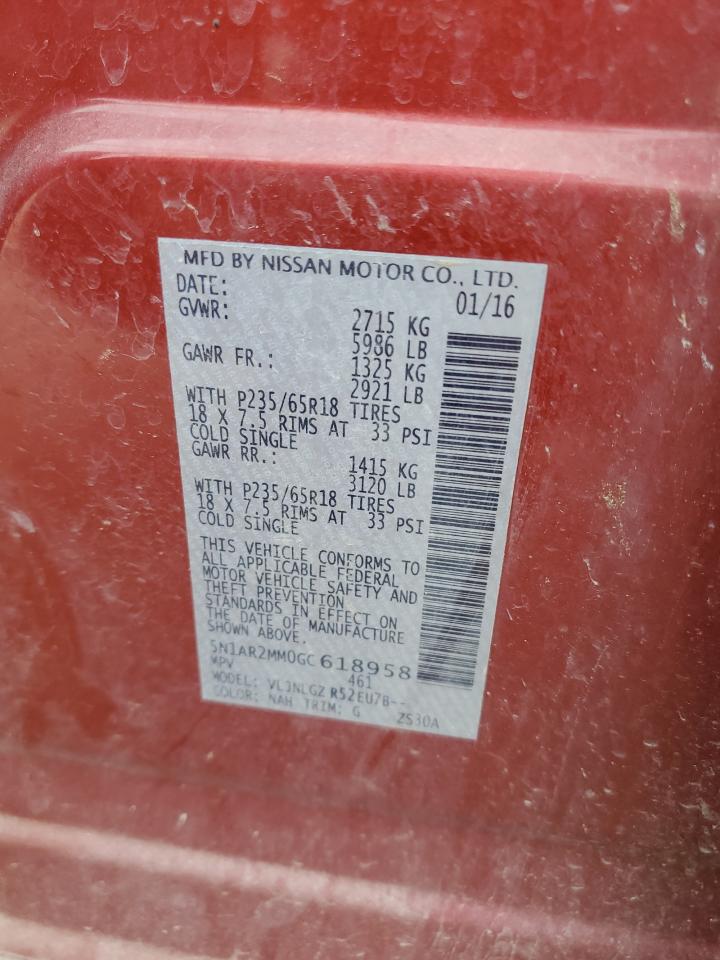 MFD BY NISSAN MOTOR CO., LTD.
DATE: 01/16
GVWR: 2715 KG
5986 LB
GAWR FR.: 1325 KG
2921 LB
WITH P235/65R18 TIRES
18 X 7.5 RIMS AT 33 PSI
COLD SINGLE
GAWR RR.: 1415 KG
3120 LB
WITH P235/65R18 TIRES
18 X 7.5 RIMS AT 33 PSI
COLD SINGLE
THIS VEHICLE CONFORMS TO
ALL APPLICABLE FEDERAL
MOTOR VEHICLE SAFETY AND
THEFT PREVENTION
STANDARDS IN EFFECT ON
THE DATE OF MANUFACTURE
SHOWN ABOVE.
5N1AR2MM0GC618958
MPV 461
MODEL: VL3NLGZ R52EU7B--
COLOR: NAH TRIM: G ZS30A